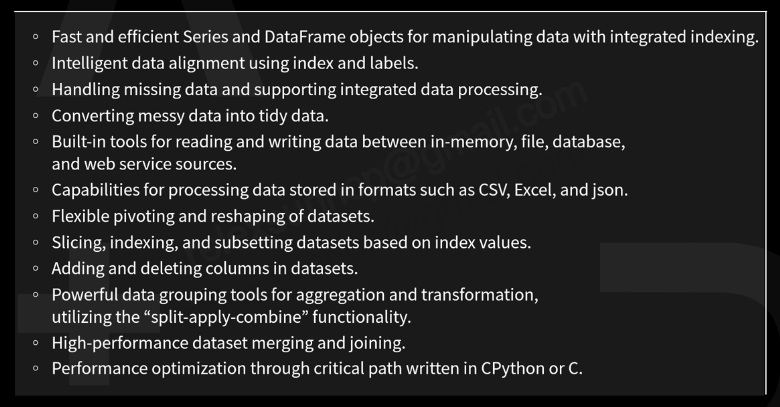 ◦ Fast and efficient Series and DataFrame objects for manipulating data with integrated indexing.
◦ Intelligent data alignment using index and labels.
◦ Handling missing data and supporting integrated data processing.
◦ Converting messy data into tidy data.
◦ Built-in tools for reading and writing data between in-memory, file, database,
and web service sources.
◦ Capabilities for processing data stored in formats such as CSV, Excel, and json.
◦ Flexible pivoting and reshaping of datasets.
◦ Slicing, indexing, and subsetting datasets based on index values.
◦ Adding and deleting columns in datasets.
◦ Powerful data grouping tools for aggregation and transformation,
utilizing the “split-apply-combine” functionality.
◦ High-performance dataset merging and joining.
◦ Performance optimization through critical path written in CPython or C.